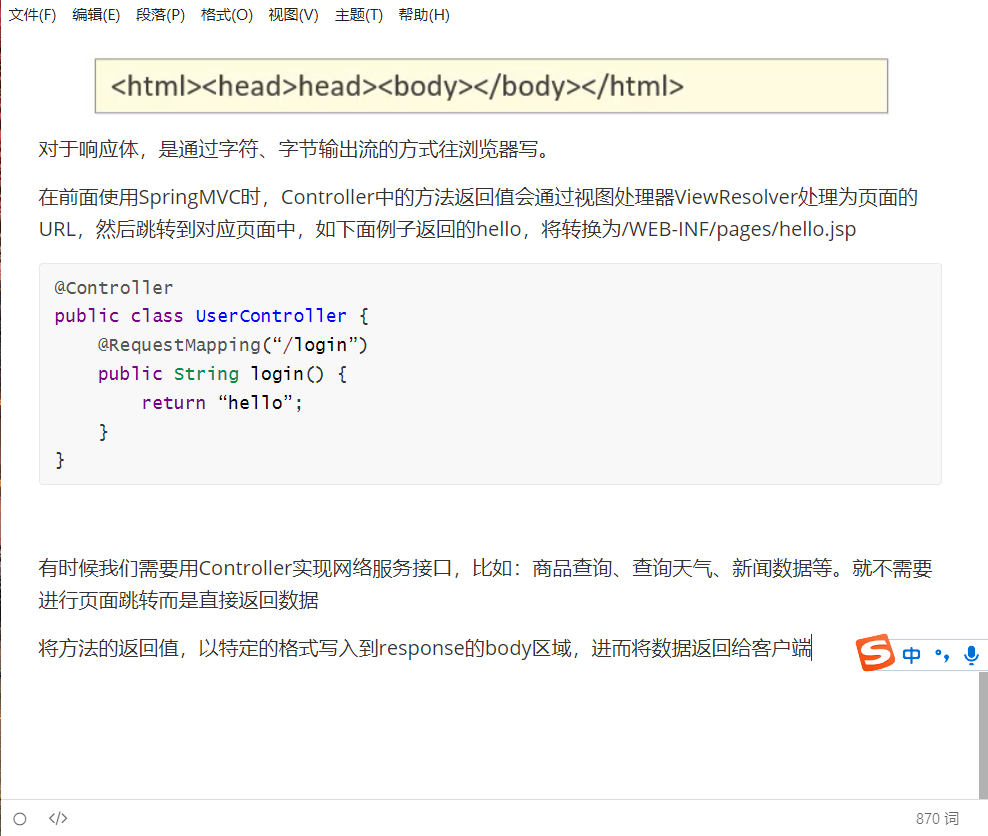 文件(F) 编辑(E) 段落(P) 格式(O) 视图(V) 主题(T) 帮助(H)
<html><head>head><body></body></html>
对于响应体，是通过字符、字节输出流的方式往浏览器写。
在前面使用SpringMVC时，Controller中的方法返回值会通过视图处理器ViewResolver处理为页面的
URL，然后跳转到对应页面中，如下面例子返回的hello，将转换为/WEB-INF/pages/hello.jsp
@Controller
public class UserController {
    @RequestMapping(“/login”)
    public String login() {
        return “hello”;
    }
}
有时候我们需要用Controller实现网络服务接口，比如：商品查询、查询天气、新闻数据等。就不需要
进行页面跳转而是直接返回数据
将方法的返回值，以特定的格式写入到response的body区域，进而将数据返回给客户端
S 中 °,
</> 870 词